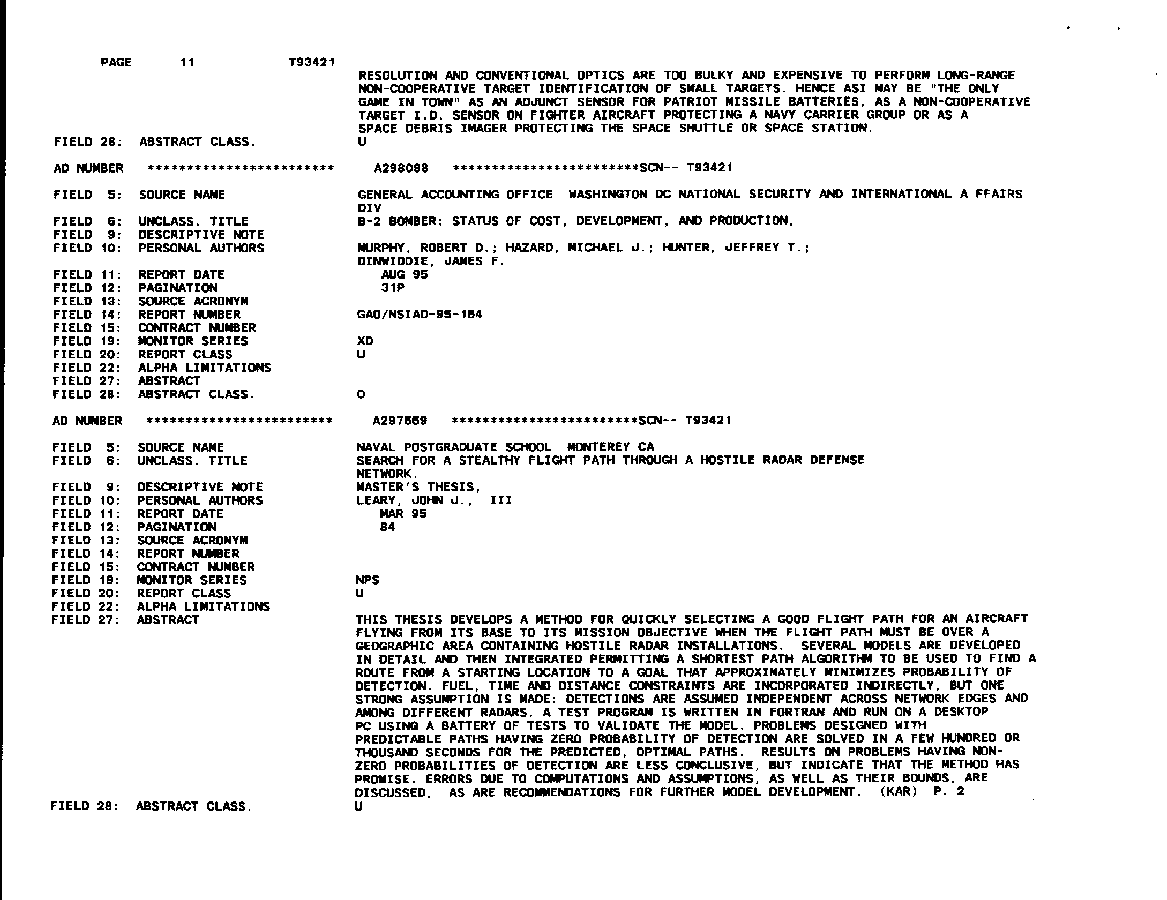 PAGE 11 T93421
RESOLUTION AND CONVENTIONAL OPTICS ARE TOO BULKY AND EXPENSIVE TO PERFORM LONG-RANGE
NON-COOPERATIVE TARGET IDENTIFICATION OF SMALL TARGETS. HENCE ASI MAY BE "THE ONLY
GAME IN TOWN" AS AN ADJUNCT SENSOR FOR PATRIOT MISSILE BATTERIES, AS A NON-COOPERATIVE
TARGET I.D. SENSOR ON FIGHTER AIRCRAFT PROTECTING A NAVY CARRIER GROUP OR AS A
SPACE DEBRIS IMAGER PROTECTING THE SPACE SHUTTLE OR SPACE STATION.
FIELD 28: ABSTRACT CLASS. U
AD NUMBER ************************ A298098 ************************SCN-- T93421
FIELD 5: SOURCE NAME GENERAL ACCOUNTING OFFICE WASHINGTON DC NATIONAL SECURITY AND INTERNATIONAL A FFAIRS
DIV
FIELD 6: UNCLASS. TITLE B-2 BOMBER: STATUS OF COST, DEVELOPMENT, AND PRODUCTION,
FIELD 9: DESCRIPTIVE NOTE
FIELD 10: PERSONAL AUTHORS MURPHY, ROBERT D.; HAZARD, MICHAEL J.; HUNTER, JEFFREY T.;
DINWIDDIE, JAMES F.
FIELD 11: REPORT DATE AUG 95
FIELD 12: PAGINATION 31P
FIELD 13: SOURCE ACRONYM
FIELD 14: REPORT NUMBER GAO/NSIAD-95-164
FIELD 15: CONTRACT NUMBER
FIELD 19: MONITOR SERIES XD
FIELD 20: REPORT CLASS U
FIELD 22: ALPHA LIMITATIONS
FIELD 27: ABSTRACT
FIELD 28: ABSTRACT CLASS. O
AD NUMBER ************************ A297669 ************************SCN-- T93421
FIELD 5: SOURCE NAME NAVAL POSTGRADUATE SCHOOL MONTEREY CA
FIELD 6: UNCLASS. TITLE SEARCH FOR A STEALTHY FLIGHT PATH THROUGH A HOSTILE RADAR DEFENSE
NETWORK.
FIELD 9: DESCRIPTIVE NOTE MASTER'S THESIS,
FIELD 10: PERSONAL AUTHORS LEARY, JOHN J., III
FIELD 11: REPORT DATE MAR 95
FIELD 12: PAGINATION 84
FIELD 13: SOURCE ACRONYM
FIELD 14: REPORT NUMBER
FIELD 15: CONTRACT NUMBER
FIELD 19: MONITOR SERIES NPS
FIELD 20: REPORT CLASS U
FIELD 22: ALPHA LIMITATIONS
FIELD 27: ABSTRACT THIS THESIS DEVELOPS A METHOD FOR QUICKLY SELECTING A GOOD FLIGHT PATH FOR AN AIRCRAFT
FLYING FROM ITS BASE TO ITS MISSION OBJECTIVE WHEN THE FLIGHT PATH MUST BE OVER A
GEOGRAPHIC AREA CONTAINING HOSTILE RADAR INSTALLATIONS. SEVERAL MODELS ARE DEVELOPED
IN DETAIL AND THEN INTEGRATED PERMITTING A SHORTEST PATH ALGORITHM TO BE USED TO FIND A
ROUTE FROM A STARTING LOCATION TO A GOAL THAT APPROXIMATELY MINIMIZES PROBABILITY OF
DETECTION. FUEL, TIME AND DISTANCE CONSTRAINTS ARE INCORPORATED INDIRECTLY, BUT ONE
STRONG ASSUMPTION IS MADE: DETECTIONS ARE ASSUMED INDEPENDENT ACROSS NETWORK EDGES AND
AMONG DIFFERENT RADARS. A TEST PROGRAM IS WRITTEN IN FORTRAN AND RUN ON A DESKTOP
PC USING A BATTERY OF TESTS TO VALIDATE THE MODEL. PROBLEMS DESIGNED WITH
PREDICTABLE PATHS HAVING ZERO PROBABILITY OF DETECTION ARE SOLVED IN A FEW HUNDRED OR
THOUSAND SECONDS FOR THE PREDICTED, OPTIMAL PATHS. RESULTS ON PROBLEMS HAVING NON-
ZERO PROBABILITIES OF DETECTION ARE LESS CONCLUSIVE, BUT INDICATE THAT THE METHOD HAS
PROMISE. ERRORS DUE TO COMPUTATIONS AND ASSUMPTIONS, AS WELL AS THEIR BOUNDS, ARE
DISCUSSED, AS ARE RECOMMENDATIONS FOR FURTHER MODEL DEVELOPMENT. (KAR) P. 2
FIELD 28: ABSTRACT CLASS. U